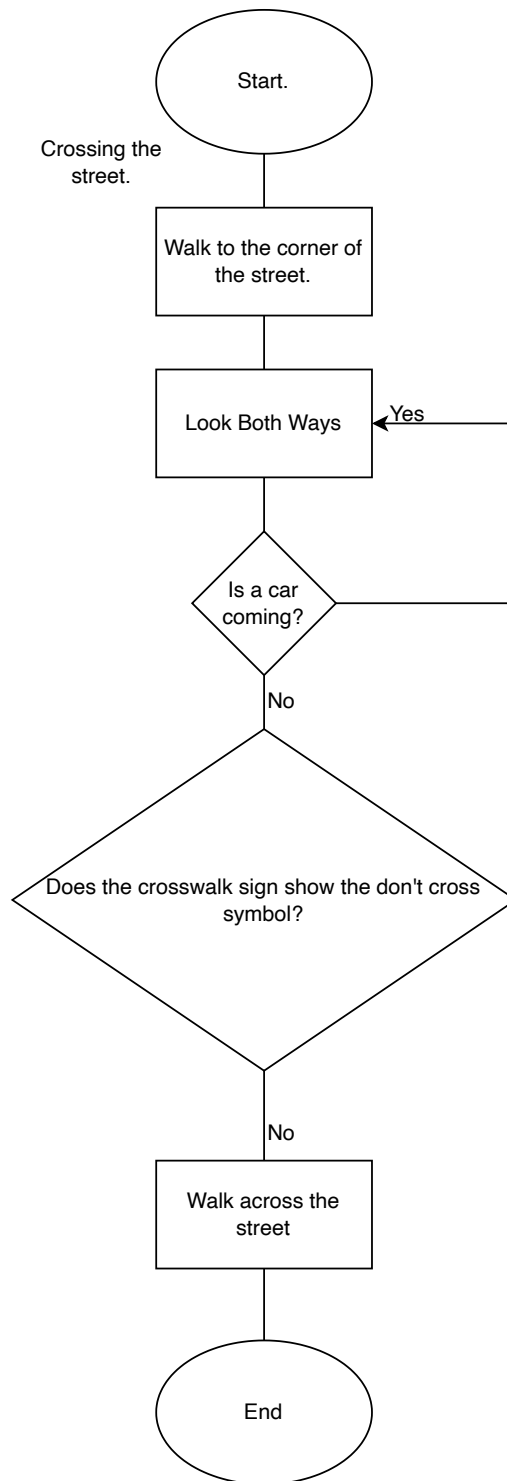 Start.
Crossing the
street.
Walk to the corner of
the street.
Look Both Ways
Yes
Is a car
coming?
No
Does the crosswalk sign show the don't cross
symbol?
No
Walk across the
street
End